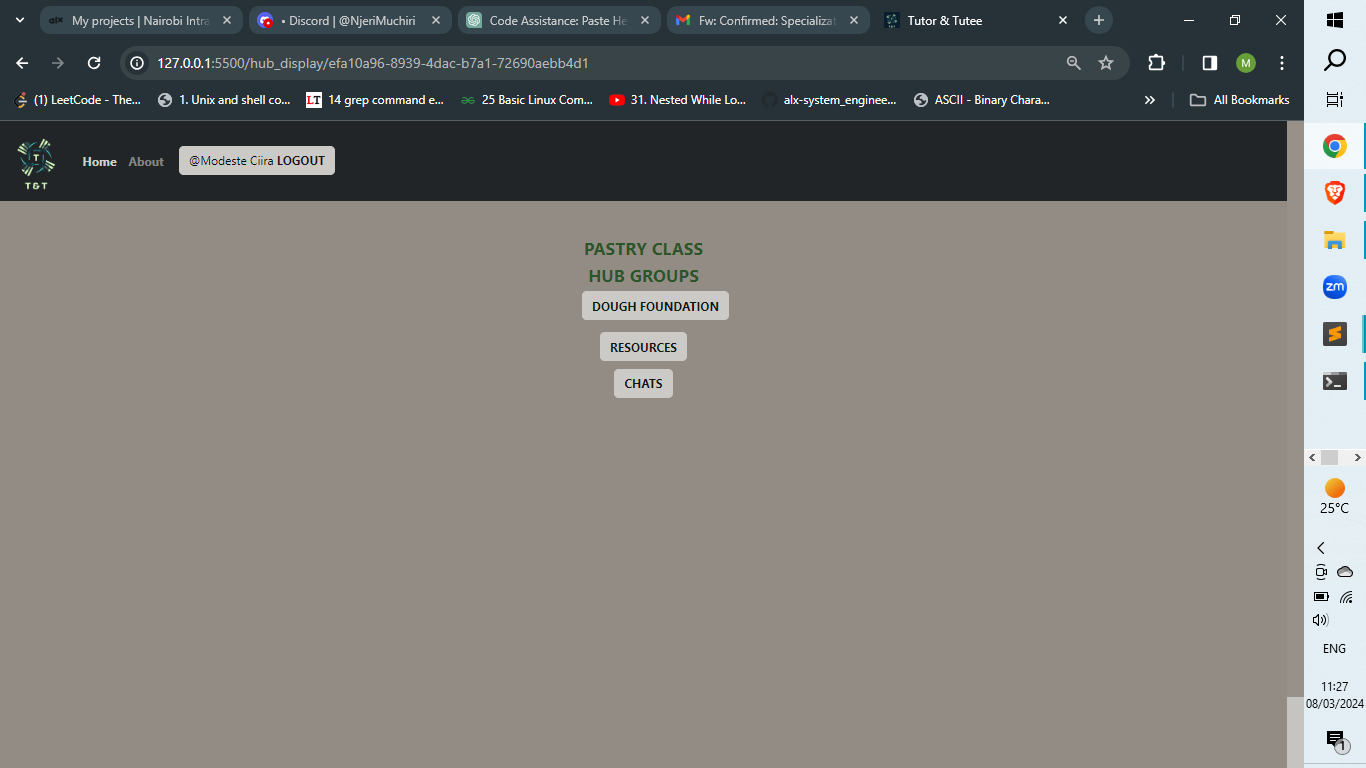 My projects | Nairobi Intra
• Discord | @NjeriMuchiri
Code Assistance: Paste He
Fw: Confirmed: Specializat
Tutor & Tutee
127.0.0.1:5500/hub_display/efa10a96-8939-4dac-b7a1-72690aebb4d1
M
(1) LeetCode - The...
1. Unix and shell co...
LT
14 grep command e...
25 Basic Linux Com...
31. Nested While Lo...
alx-system_enginee...
ASCII - Binary Chara...
All Bookmarks
T
T&T
Home
About
@Modeste Ciira LOGOUT
PASTRY CLASS
HUB GROUPS
DOUGH FOUNDATION
RESOURCES
CHATS
zm
25°C
ENG
11:27
08/03/2024
1